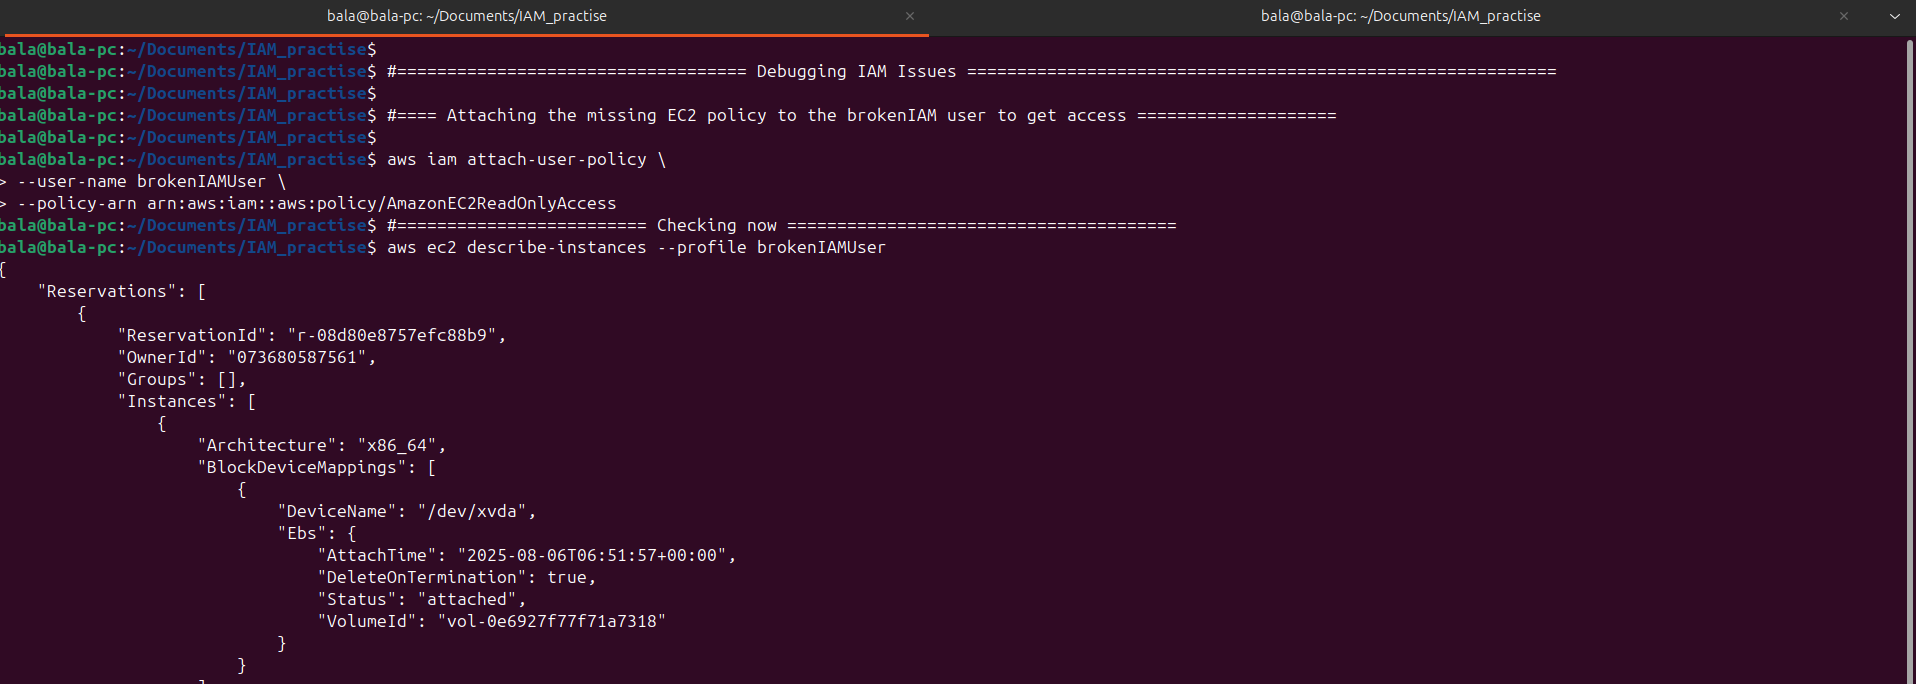 bala@bala-pc: ~/Documents/IAM_practise
bala@bala-pc: ~/Documents/IAM_practise
bala@bala-pc:~/Documents/IAM_practise$
bala@bala-pc:~/Documents/IAM_practise$ #=================================== Debugging IAM Issues ===========================================================
bala@bala-pc:~/Documents/IAM_practise$
bala@bala-pc:~/Documents/IAM_practise$ #==== Attaching the missing EC2 policy to the brokenIAM user to get access ====================
bala@bala-pc:~/Documents/IAM_practise$
bala@bala-pc:~/Documents/IAM_practise$ aws iam attach-user-policy \
> --user-name brokenIAMUser \
> --policy-arn arn:aws:iam::aws:policy/AmazonEC2ReadOnlyAccess
bala@bala-pc:~/Documents/IAM_practise$ #========================= Checking now =======================================
bala@bala-pc:~/Documents/IAM_practise$ aws ec2 describe-instances --profile brokenIAMUser
{
    "Reservations": [
        {
            "ReservationId": "r-08d80e8757efc88b9",
            "OwnerId": "073680587561",
            "Groups": [],
            "Instances": [
                {
                    "Architecture": "x86_64",
                    "BlockDeviceMappings": [
                        {
                            "DeviceName": "/dev/xvda",
                            "Ebs": {
                                "AttachTime": "2025-08-06T06:51:57+00:00",
                                "DeleteOnTermination": true,
                                "Status": "attached",
                                "VolumeId": "vol-0e6927f77f71a7318"
                            }
                        }